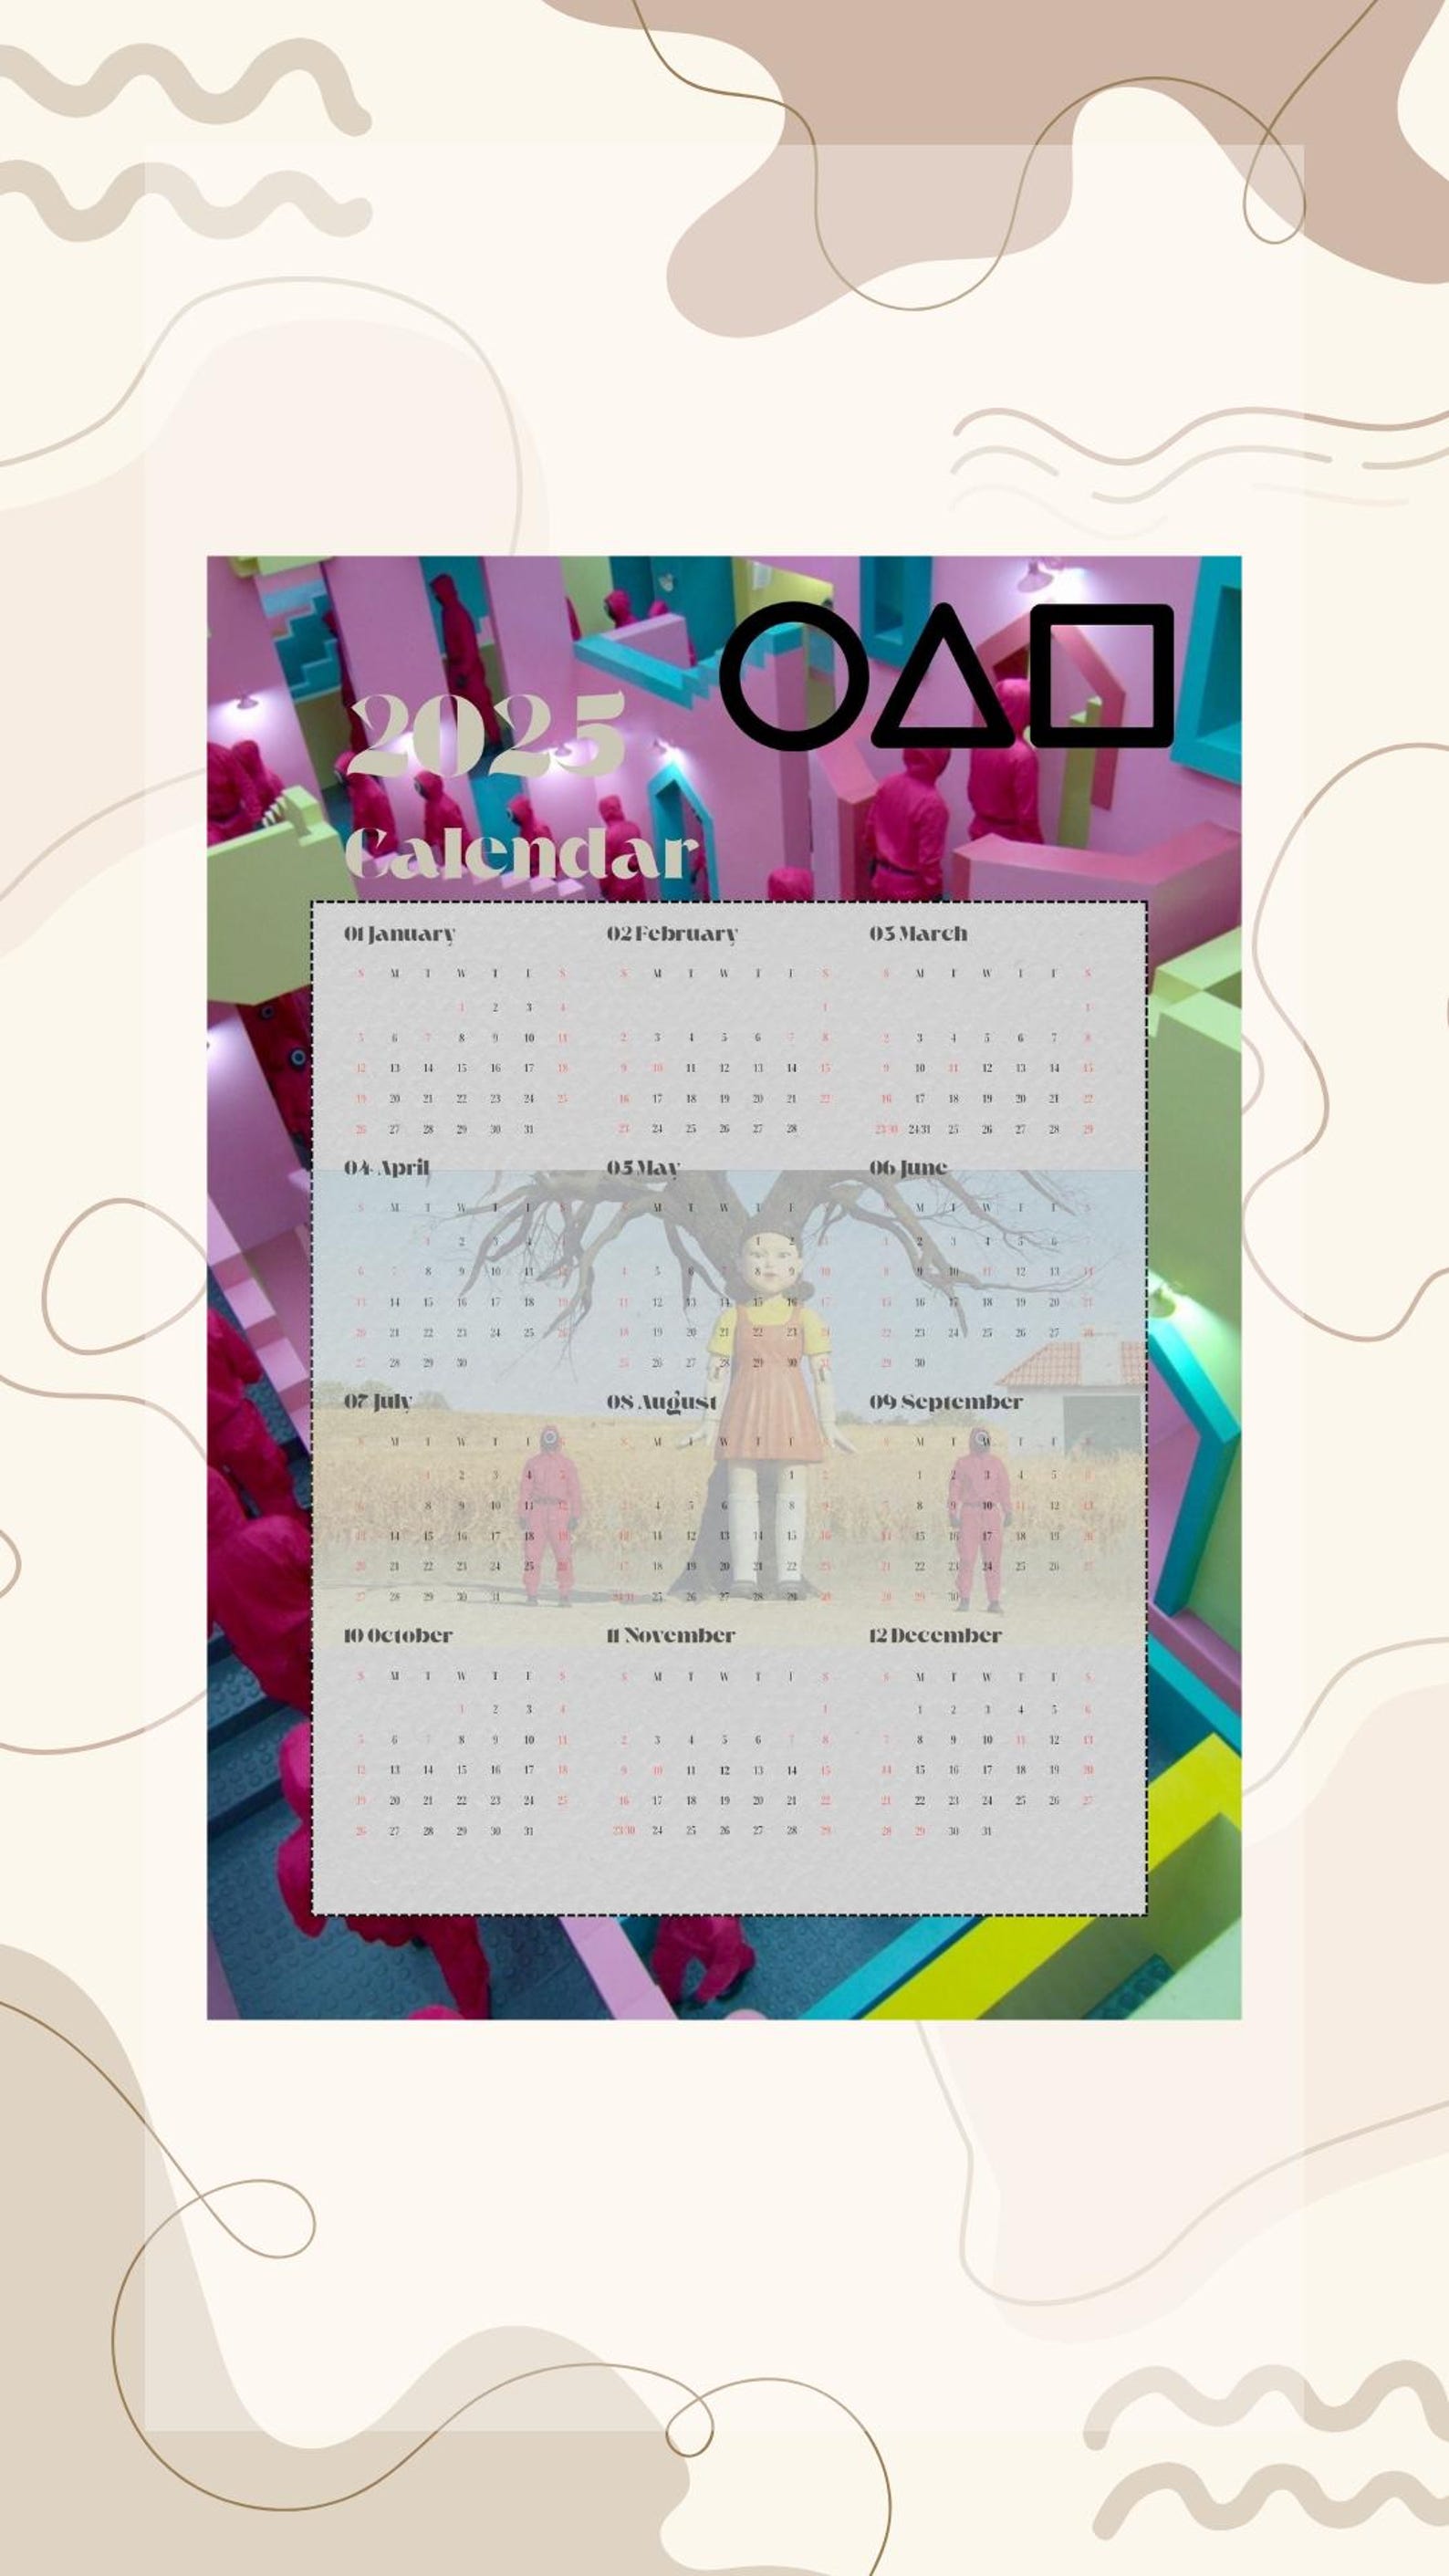 2025
Calendar
01 January
S M T W T F S
1 2 3 4
5 6 7 8 9 10 11
12 13 14 15 16 17 18
19 20 21 22 23 24 25
26 27 28 29 30 31
02 February
S M T W T F S
1
2 3 4 5 6 7 8
9 10 11 12 13 14 15
16 17 18 19 20 21 22
23 24 25 26 27 28
03 March
S M T W T F S
1
2 3 4 5 6 7 8
9 10 11 12 13 14 15
16 17 18 19 20 21 22
23/30 24/31 25 26 27 28 29
04 April
S M T W T F S
1 2 3 4 5
6 7 8 9 10 11 12
13 14 15 16 17 18 19
20 21 22 23 24 25 26
27 28 29 30
05 May
M T W T F
1 2 3
4 5 6 7 8 9 10
11 12 13 14 15 16 17
18 19 20 21 22 23 24
25 26 27 28 29 30 31
06 June
S M T W T F S
1 2 3 4 5 6 7
8 9 10 11 12 13 14
15 16 17 18 19 20 21
22 23 24 25 26 27 28
29 30
07 July
S M T W T F S
1 2 3 4 5
6 8 9 10 11 12
13 14 15 16 17 18 19
20 21 22 23 24 25 26
27 28 29 30 31
08 August
S M T W T F S
1 2
3 4 5 6 7 8 9
10 11 12 13 14 15 16
17 18 19 20 21 22 23
24/31 25 26 27 28 29 30
09 September
S M T W T F S
1 2 3 4 5 6
7 8 9 10 11 12 13
14 15 16 17 18 19 20
21 22 23 24 25 26 27
28 29 30
10 October
S M T W T F S
1 2 3 4
5 6 7 8 9 10 11
12 13 14 15 16 17 18
19 20 21 22 23 24 25
26 27 28 29 30 31
11 November
S M T W T F S
1
2 3 4 5 6 7 8
9 10 11 12 13 14 15
16 17 18 19 20 21 22
23/30 24 25 26 27 28 29
12 December
S M T W T F S
1 2 3 4 5 6
7 8 9 10 11 12 13
14 15 16 17 18 19 20
21 22 23 24 25 26 27
28 29 30 31